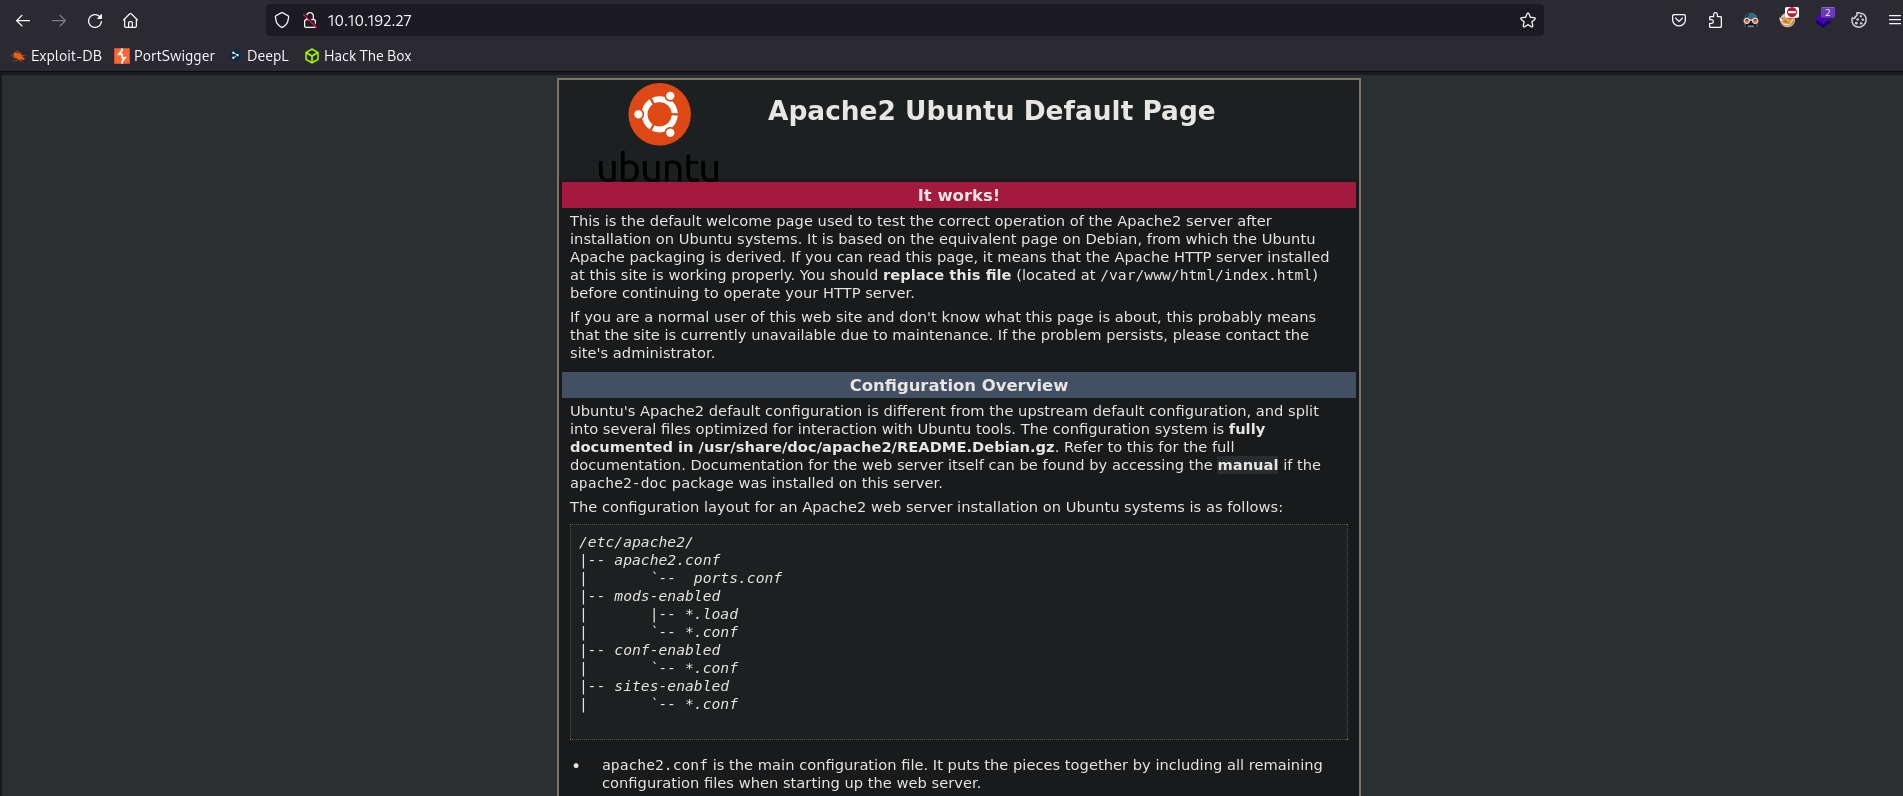 10.10.192.27
2
Exploit-DB PortSwigger DeepL Hack The Box
ubuntu
Apache2 Ubuntu Default Page
It works!
This is the default welcome page used to test the correct operation of the Apache2 server after
installation on Ubuntu systems. It is based on the equivalent page on Debian, from which the Ubuntu
Apache packaging is derived. If you can read this page, it means that the Apache HTTP server installed
at this site is working properly. You should replace this file (located at /var/www/html/index.html)
before continuing to operate your HTTP server.
If you are a normal user of this web site and don't know what this page is about, this probably means
that the site is currently unavailable due to maintenance. If the problem persists, please contact the
site's administrator.
Configuration Overview
Ubuntu's Apache2 default configuration is different from the upstream default configuration, and split
into several files optimized for interaction with Ubuntu tools. The configuration system is fully
documented in /usr/share/doc/apache2/README.Debian.gz. Refer to this for the full
documentation. Documentation for the web server itself can be found by accessing the manual if the
apache2-doc package was installed on this server.
The configuration layout for an Apache2 web server installation on Ubuntu systems is as follows:
/etc/apache2/
|-- apache2.conf
|       `--  ports.conf
|-- mods-enabled
|       |-- *.load
|       `-- *.conf
|-- conf-enabled
|       `-- *.conf
|-- sites-enabled
|       `-- *.conf
• apache2.conf is the main configuration file. It puts the pieces together by including all remaining
configuration files when starting up the web server.